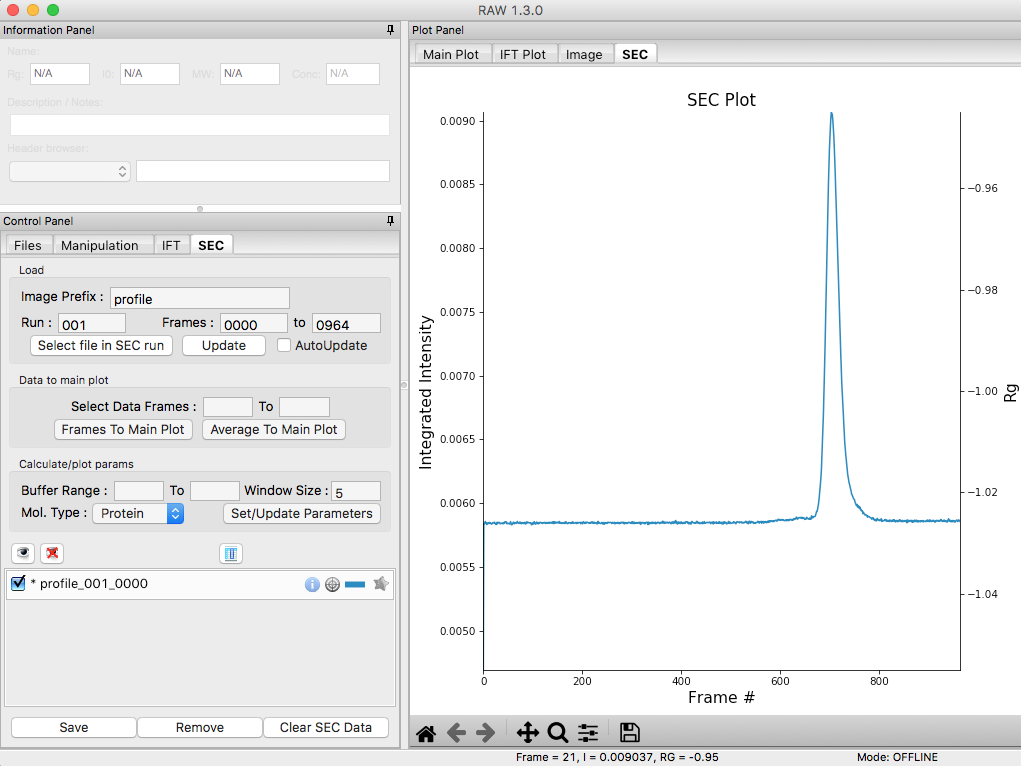 RAW 1.3.0
Information Panel
Name:
Rg: N/A I0: N/A MW: N/A Conc: N/A
Description / Notes:
Header browser:
Control Panel
Files Manipulation IFT SEC
Load
Image Prefix : profile
Run : 001 Frames : 0000 to 0964
Select file in SEC run Update AutoUpdate
Data to main plot
Select Data Frames : To
Frames To Main Plot Average To Main Plot
Calculate/plot params
Buffer Range : To Window Size : 5
Mol. Type : Protein Set/Update Parameters
* profile_001_0000
Save Remove Clear SEC Data
Plot Panel
Main Plot IFT Plot Image SEC
SEC Plot
Integrated Intensity
0.0090
0.0085
0.0080
0.0075
0.0070
0.0065
0.0060
0.0055
0.0050
−0.96
−0.98
−1.00
−1.02
−1.04
Rg
0 200 400 600 800
Frame #
Frame = 21, I = 0.009037, RG = -0.95 Mode: OFFLINE